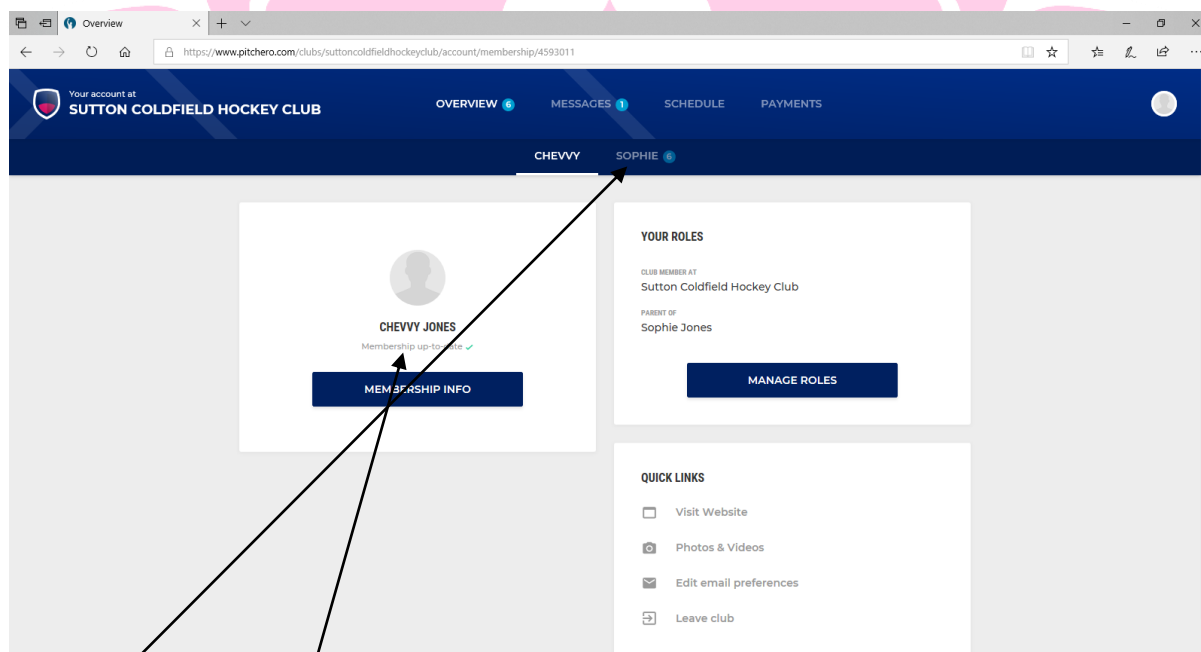 Overview
https://www.pitchero.com/clubs/suttoncoldfieldhockeyclub/account/membership/4593011
Your account at
SUTTON COLDFIELD HOCKEY CLUB
OVERVIEW 6 MESSAGES 1 SCHEDULE PAYMENTS
CHEVVY SOPHIE 6
CHEVVY JONES
Membership up-to-date
MEMBERSHIP INFO
YOUR ROLES
CLUB MEMBER AT
Sutton Coldfield Hockey Club
PARENT OF
Sophie Jones
MANAGE ROLES
QUICK LINKS
Visit Website
Photos & Videos
Edit email preferences
Leave club